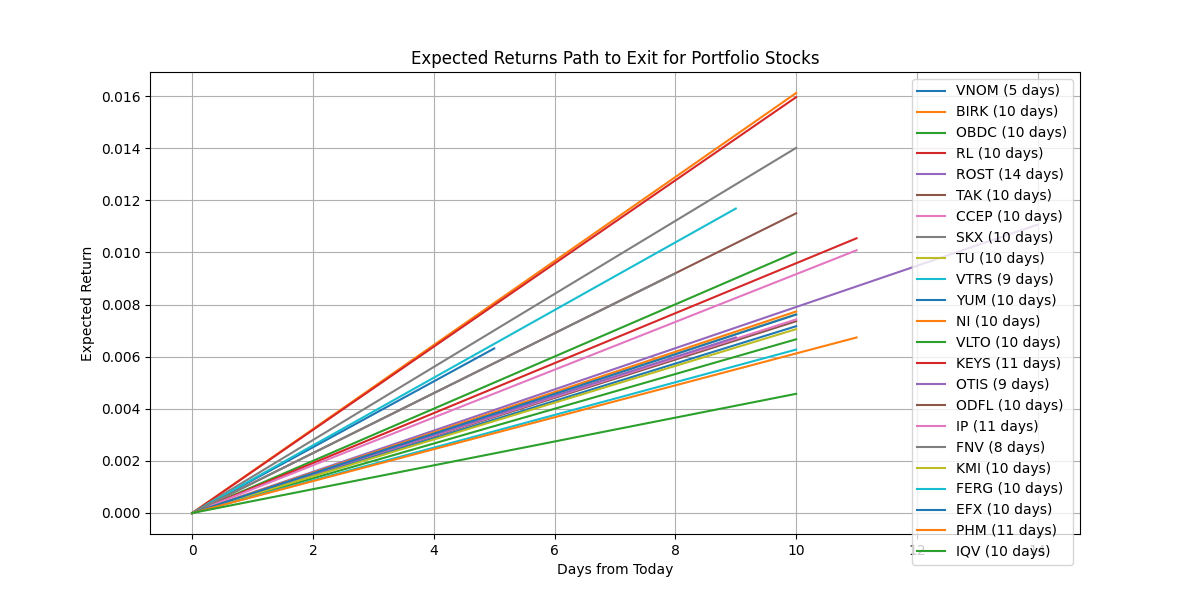 Expected Returns Path to Exit for Portfolio Stocks
Expected Return
0.016
0.014
0.012
0.010
0.008
0.006
0.004
0.002
0.000
0
2
4
6
8
10
12
Days from Today
VNOM (5 days)
BIRK (10 days)
OBDC (10 days)
RL (10 days)
ROST (14 days)
TAK (10 days)
CCEP (10 days)
SKX (10 days)
TU (10 days)
VTRS (9 days)
YUM (10 days)
NI (10 days)
VLTO (10 days)
KEYS (11 days)
OTIS (9 days)
ODFL (10 days)
IP (11 days)
FNV (8 days)
KMI (10 days)
FERG (10 days)
EFX (10 days)
PHM (11 days)
IQV (10 days)